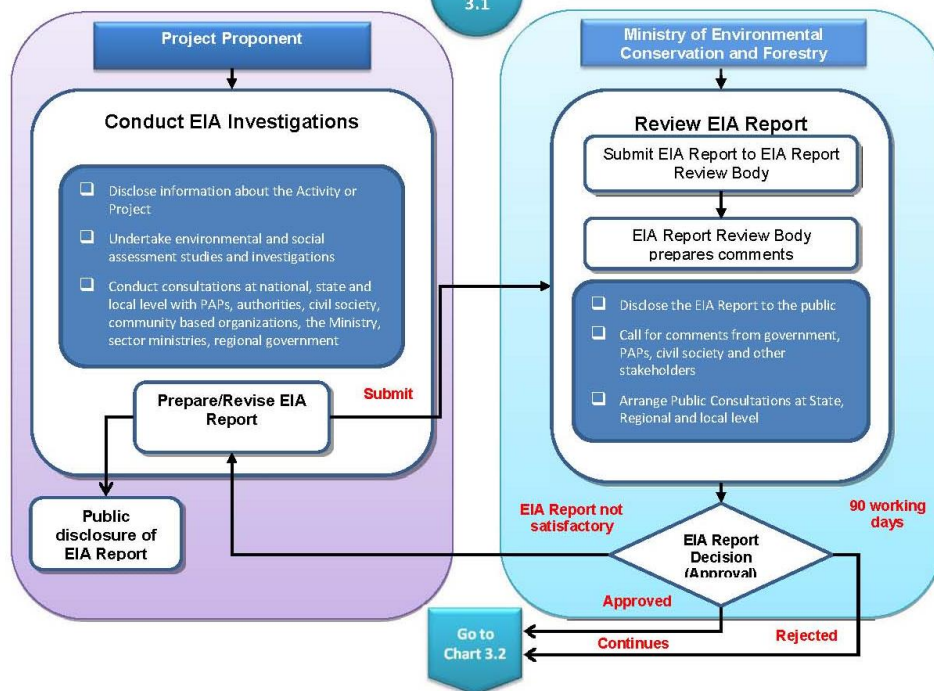 3.1
Project Proponent
Conduct EIA Investigations
Disclose information about the Activity or
Project
Undertake environmental and social
assessment studies and investigations
Conduct consultations at national, state and
local level with PAPs, authorities, civil society,
community based organizations, the Ministry,
sector ministries, regional government
Prepare/Revise EIA
Report
Submit
Public
disclosure of
EIA Report
Ministry of Environmental
Conservation and Forestry
Review EIA Report
Submit EIA Report to EIA Report
Review Body
EIA Report Review Body
prepares comments
Disclose the EIA Report to the public
Call for comments from government,
PAPs, civil society and other
stakeholders
Arrange Public Consultations at State,
Regional and local level
EIA Report not
satisfactory
90 working
days
EIA Report
Decision
(Approval)
Approved
Continues
Rejected
Go to
Chart 3.2